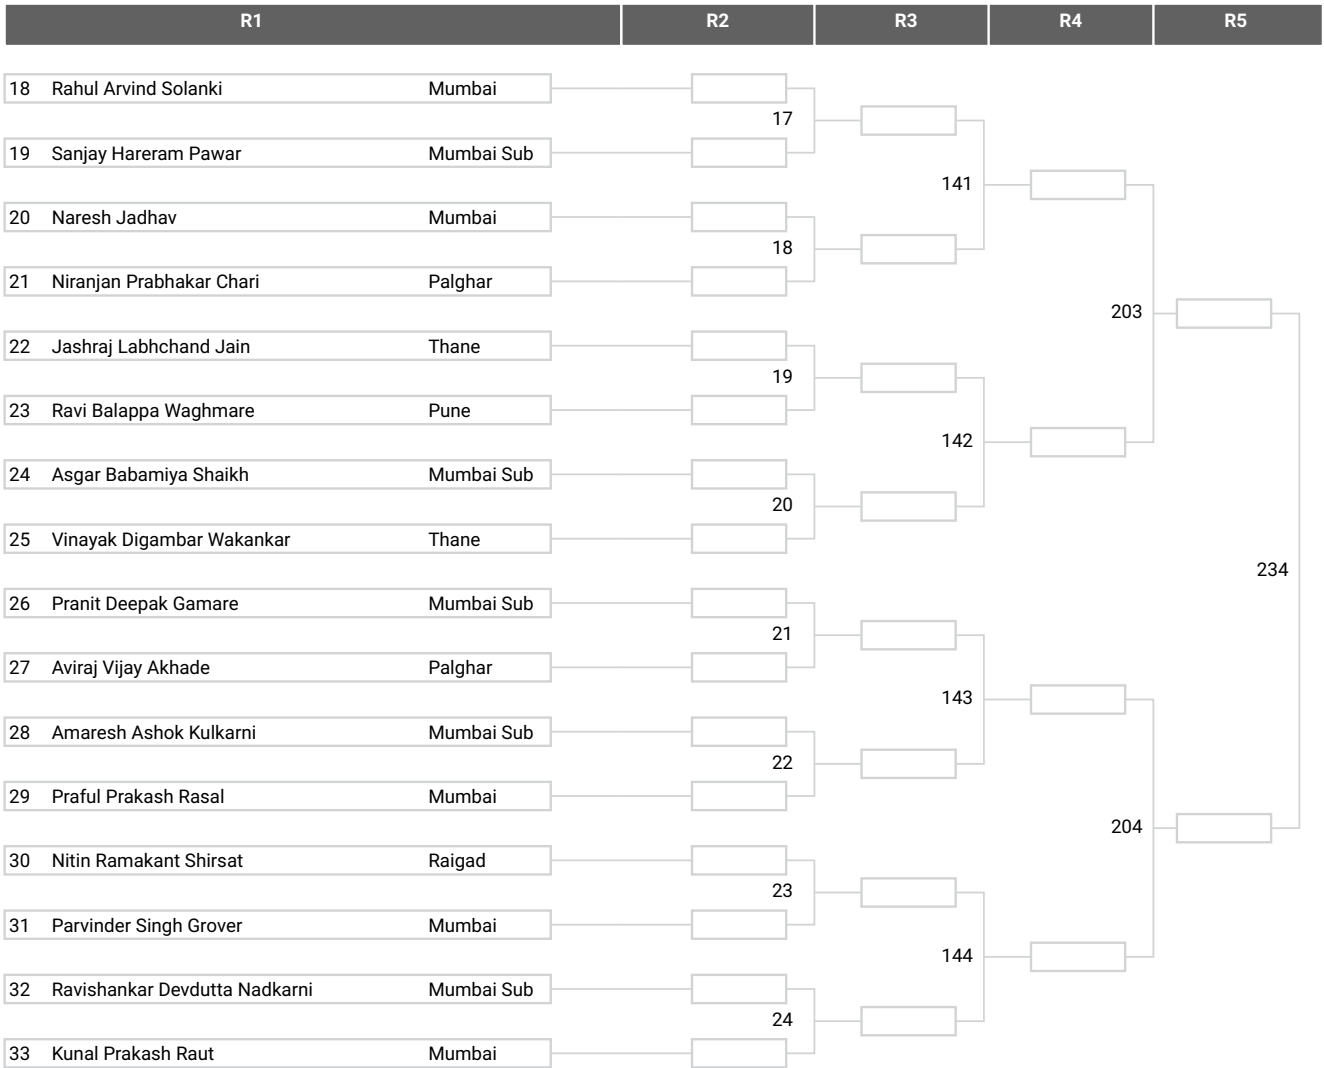 R1 R2 R3 R4 R5
18 Rahul Arvind Solanki Mumbai
17
19 Sanjay Hareram Pawar Mumbai Sub
141
20 Naresh Jadhav Mumbai
18
21 Niranjan Prabhakar Chari Palghar
203
22 Jashraj Labhchand Jain Thane
19
23 Ravi Balappa Waghmare Pune
142
24 Asgar Babamiya Shaikh Mumbai Sub
20
25 Vinayak Digambar Wakankar Thane
234
26 Pranit Deepak Gamare Mumbai Sub
21
27 Aviraj Vijay Akhade Palghar
143
28 Amaresh Ashok Kulkarni Mumbai Sub
22
29 Praful Prakash Rasal Mumbai
204
30 Nitin Ramakant Shirsat Raigad
23
31 Parvinder Singh Grover Mumbai
144
32 Ravishankar Devdutta Nadkarni Mumbai Sub
24
33 Kunal Prakash Raut Mumbai